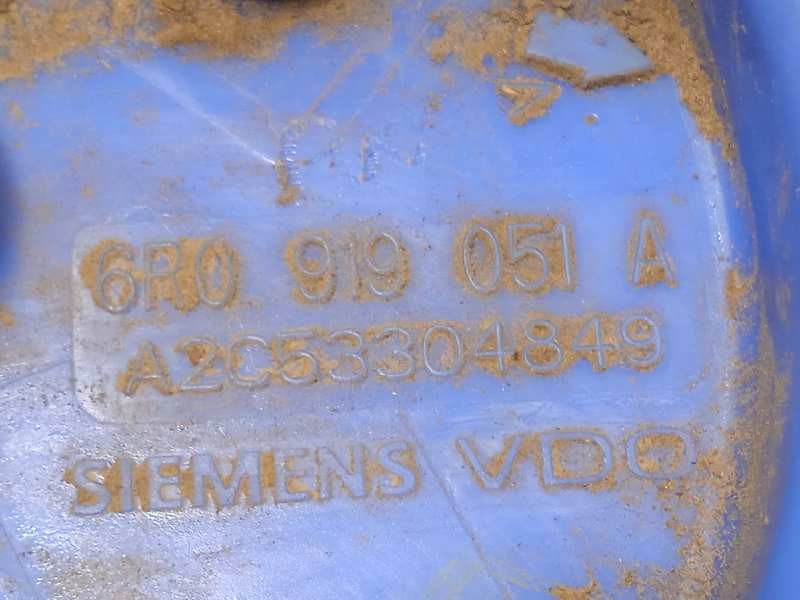 6R0 919 051 A
A2C53304849
SIEMENS VDO